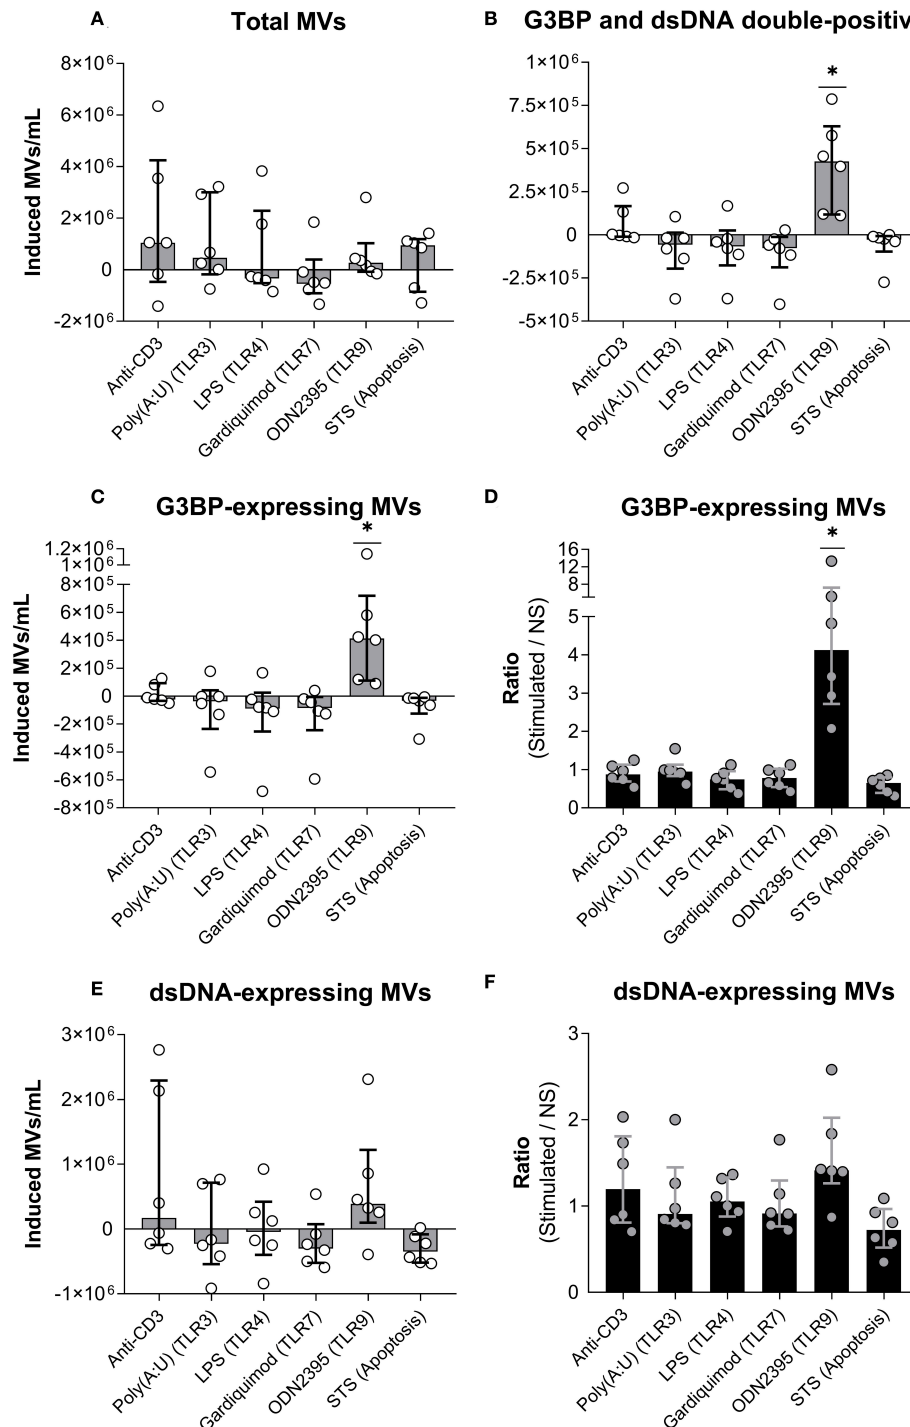 A
Total MVs
Induced MVs/mL
8×10⁶
6×10⁶
4×10⁶
2×10⁶
0
-2×10⁶
Anti-CD3
Poly(A:U) (TLR3)
LPS (TLR4)
Gardiquimod (TLR7)
ODN2395 (TLR9)
STS (Apoptosis)
B
G3BP and dsDNA double-positiv
1×10⁶
7.5×10⁵
5×10⁵
2.5×10⁵
0
-2.5×10⁵
-5×10⁵
*
Anti-CD3
Poly(A:U) (TLR3)
LPS (TLR4)
Gardiquimod (TLR7)
ODN2395 (TLR9)
STS (Apoptosis)
C
G3BP-expressing MVs
Induced MVs/mL
1.2×10⁶
1×10⁶
8×10⁵
6×10⁵
4×10⁵
2×10⁵
0
-2×10⁵
-4×10⁵
-6×10⁵
-8×10⁵
*
Anti-CD3
Poly(A:U) (TLR3)
LPS (TLR4)
Gardiquimod (TLR7)
ODN2395 (TLR9)
STS (Apoptosis)
D
G3BP-expressing MVs
Ratio
(Stimulated / NS)
16
12
8
5
4
3
2
1
0
*
Anti-CD3
Poly(A:U) (TLR3)
LPS (TLR4)
Gardiquimod (TLR7)
ODN2395 (TLR9)
STS (Apoptosis)
E
dsDNA-expressing MVs
Induced MVs/mL
3×10⁶
2×10⁶
1×10⁶
0
-1×10⁶
Anti-CD3
Poly(A:U) (TLR3)
LPS (TLR4)
Gardiquimod (TLR7)
ODN2395 (TLR9)
STS (Apoptosis)
F
dsDNA-expressing MVs
Ratio
(Stimulated / NS)
3
2
1
0
Anti-CD3
Poly(A:U) (TLR3)
LPS (TLR4)
Gardiquimod (TLR7)
ODN2395 (TLR9)
STS (Apoptosis)